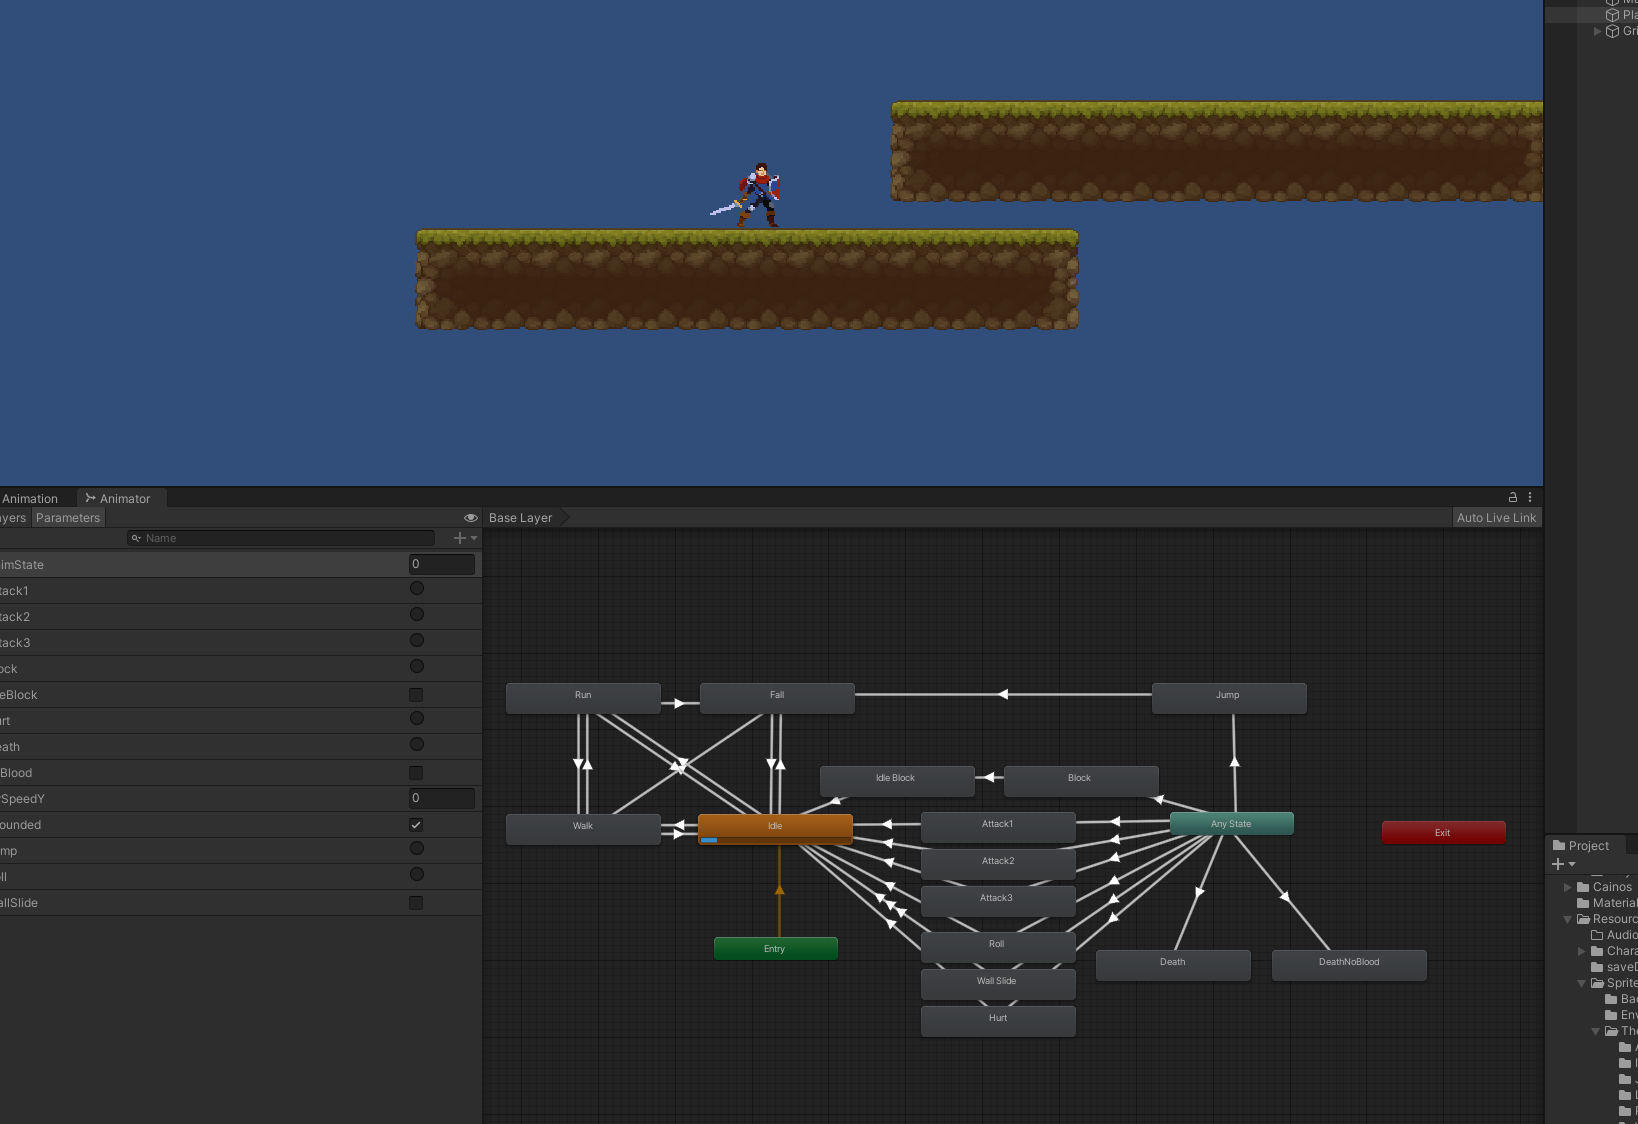 Animation
Animator
Parameters
Base Layer
Auto Live Link
Name
0
0
Run
Fall
Jump
Idle Block
Block
Walk
Idle
Attack1
Any State
Exit
Attack2
Attack3
Roll
Entry
Death
DeathNoBlood
Wall Slide
Hurt
Project
Cainos
Material
Resourc
Audio
Chara
Sprite
imState
tack1
tack2
tack3
ock
eBlock
urt
eath
Blood
SpeedY
ounded
mp
ll
allSlide
yers
Pla
Gri
saveD
Bac
Env
The